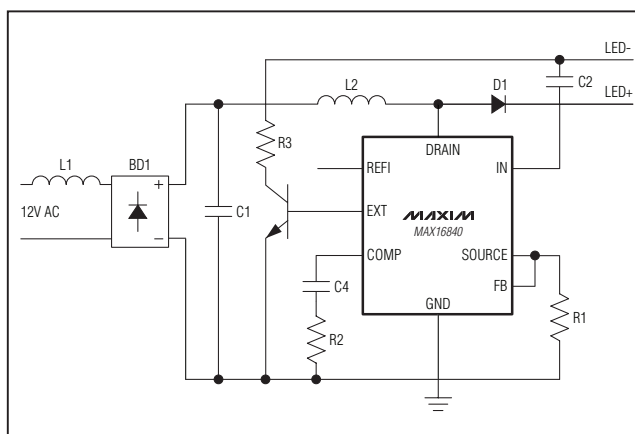 LED-
L2
D1
C2
LED+
R3
DRAIN
L1
BD1
REFI
IN
+
12V AC
C1
EXT
MAXIM
MAX16840
-
COMP
SOURCE
C4
FB
GND
R1
R2